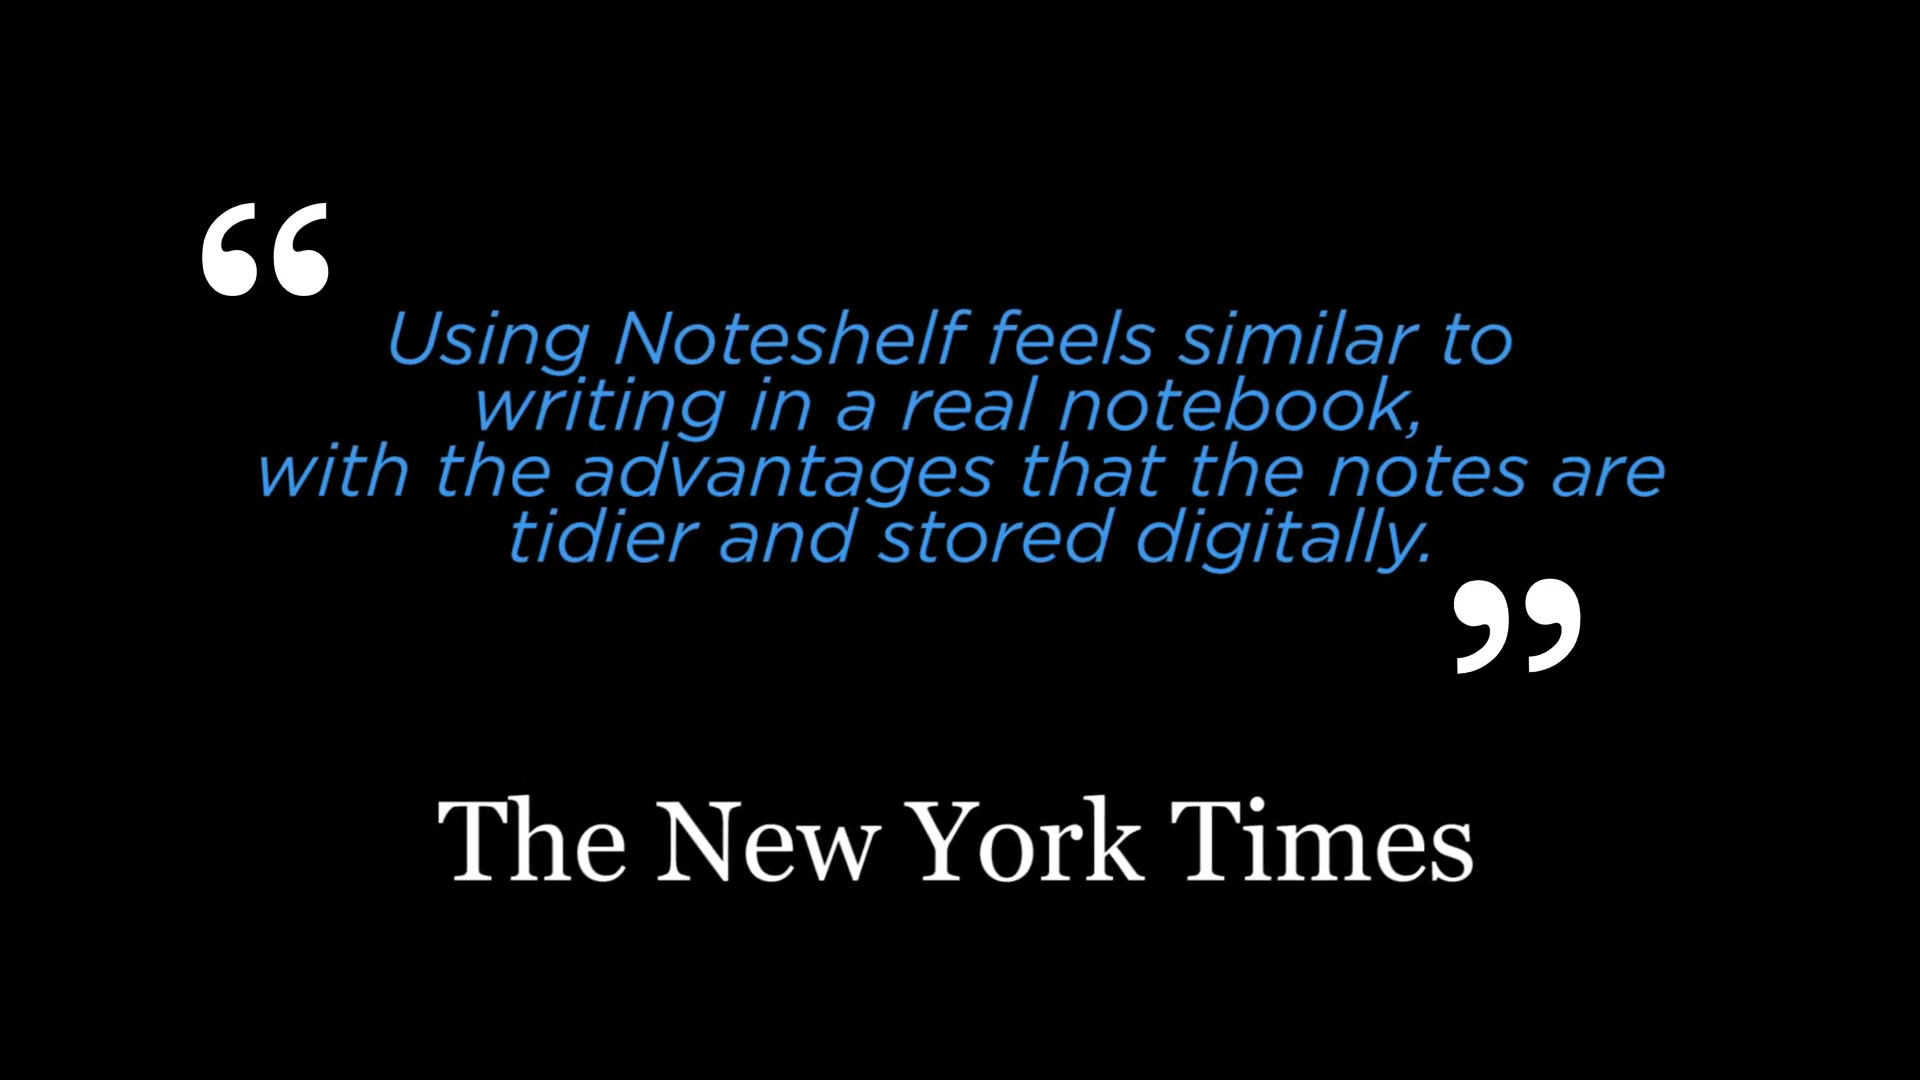 “
Using Noteshelf feels similar to
writing in a real notebook,
with the advantages that the notes are
tidier and stored digitally.
”
The New York Times